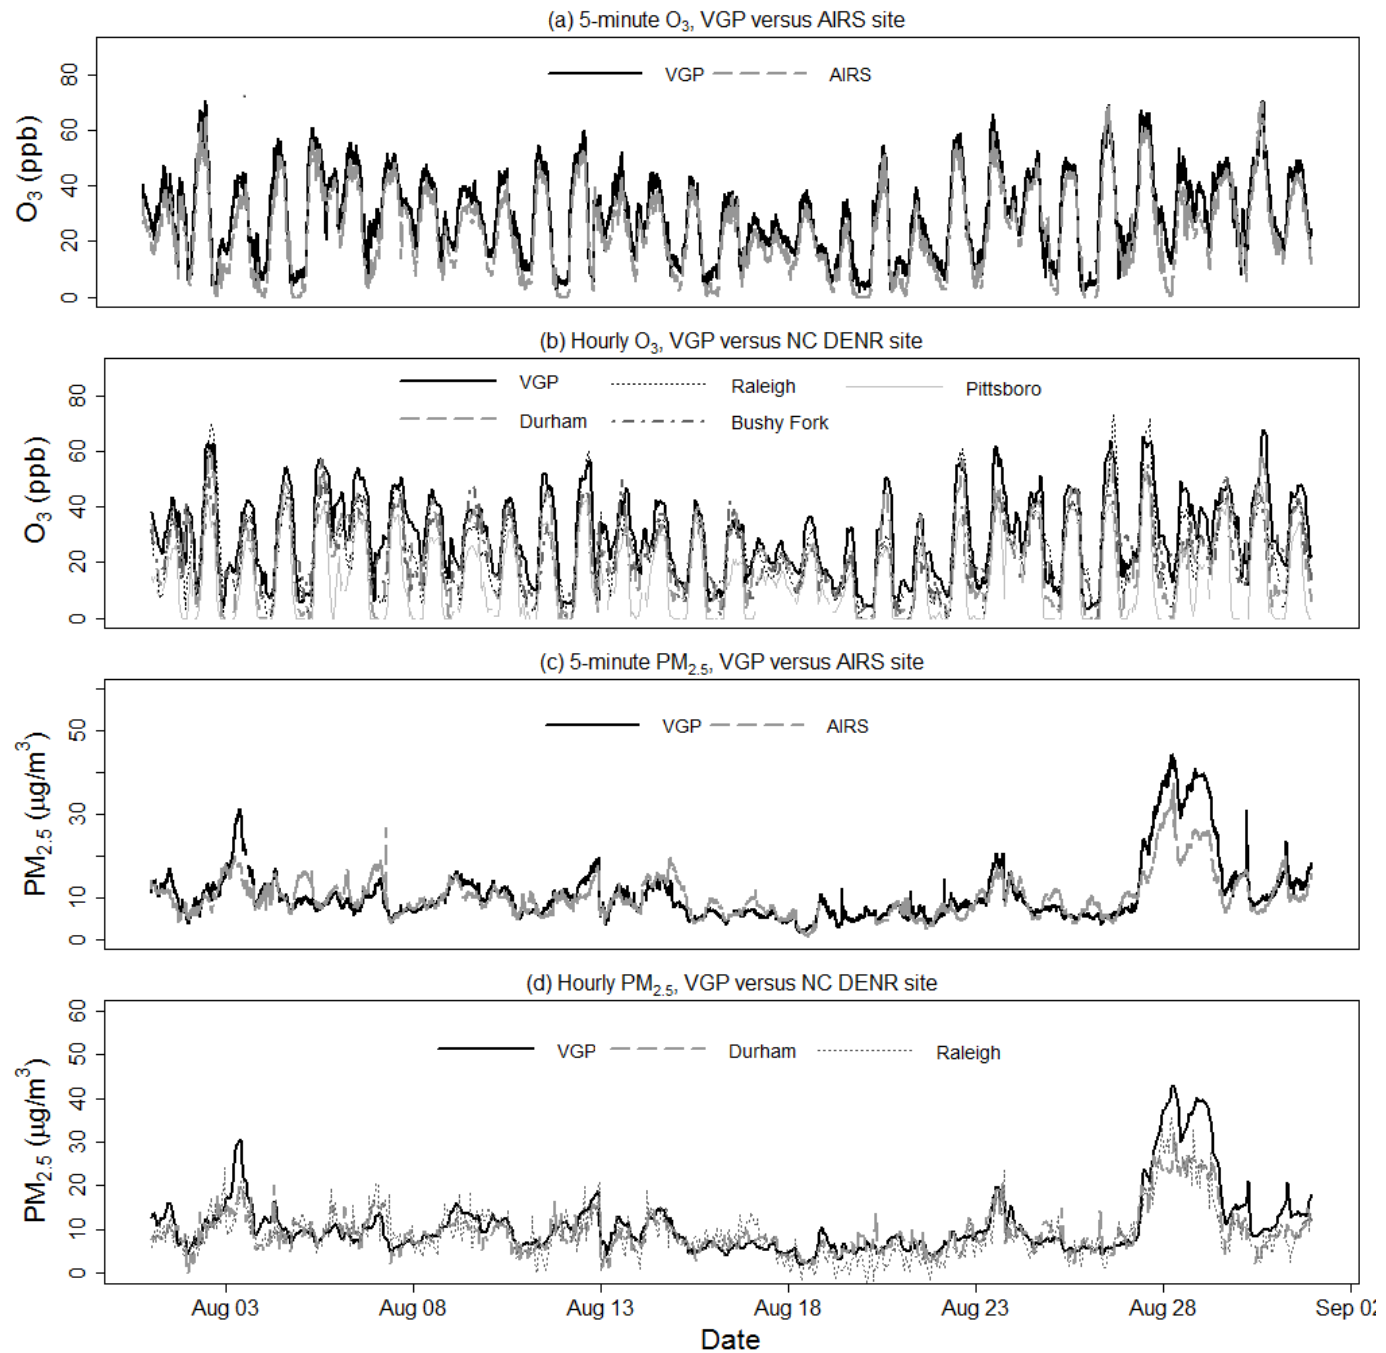 (a) 5-minute O3, VGP versus AIRS site
VGP AIRS
O3 (ppb)
80
60
40
20
0
(b) Hourly O3, VGP versus NC DENR site
VGP Raleigh Pittsboro
Durham Bushy Fork
O3 (ppb)
80
60
40
20
0
(c) 5-minute PM2.5, VGP versus AIRS site
VGP AIRS
PM2.5 (µg/m3)
50
30
10
0
(d) Hourly PM2.5, VGP versus NC DENR site
VGP Durham Raleigh
PM2.5 (µg/m3)
60
50
40
30
20
10
0
Aug 03 Aug 08 Aug 13 Aug 18 Aug 23 Aug 28 Sep 02
Date